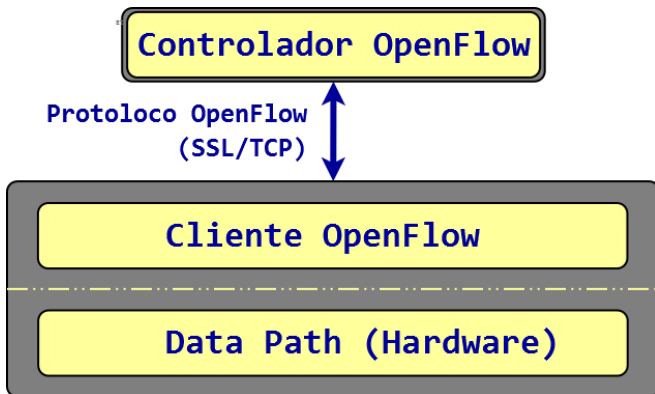 Controlador OpenFlow
Protoloco OpenFlow
(SSL/TCP)
Cliente OpenFlow
Data Path (Hardware)